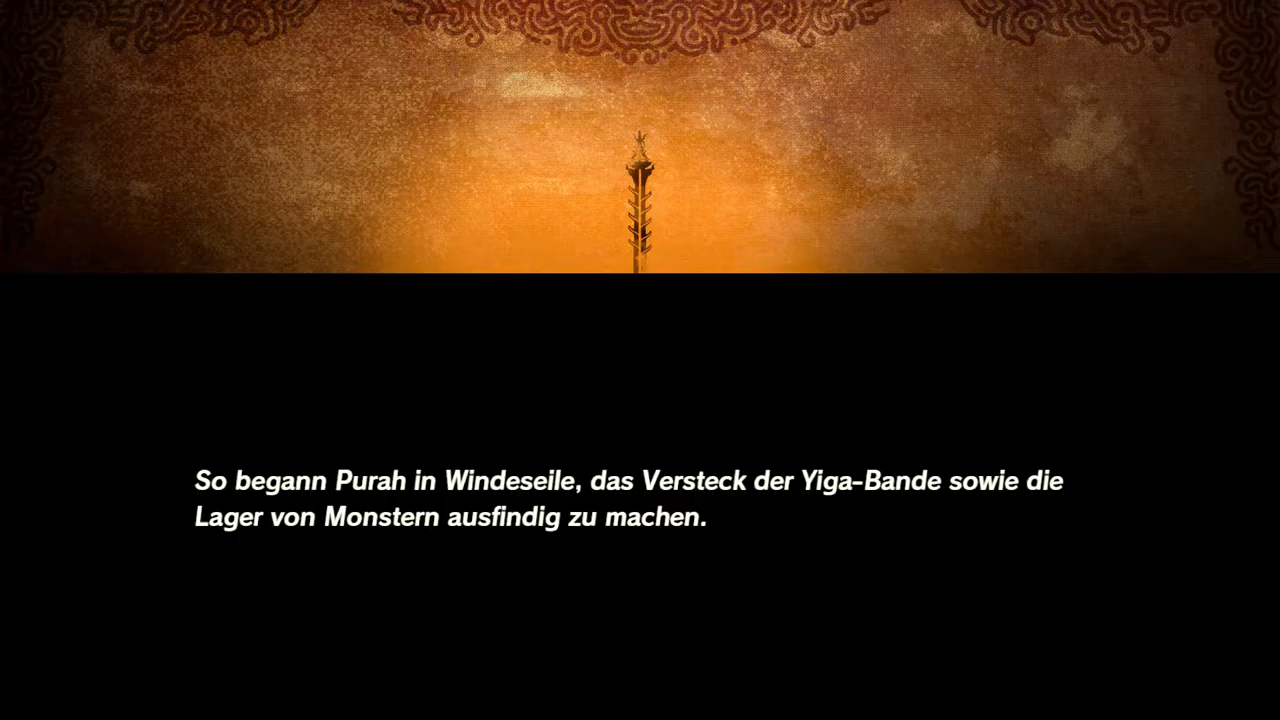 So begann Purah in Windeseile, das Versteck der Yiga-Bande sowie die
Lager von Monstern ausfindig zu machen.